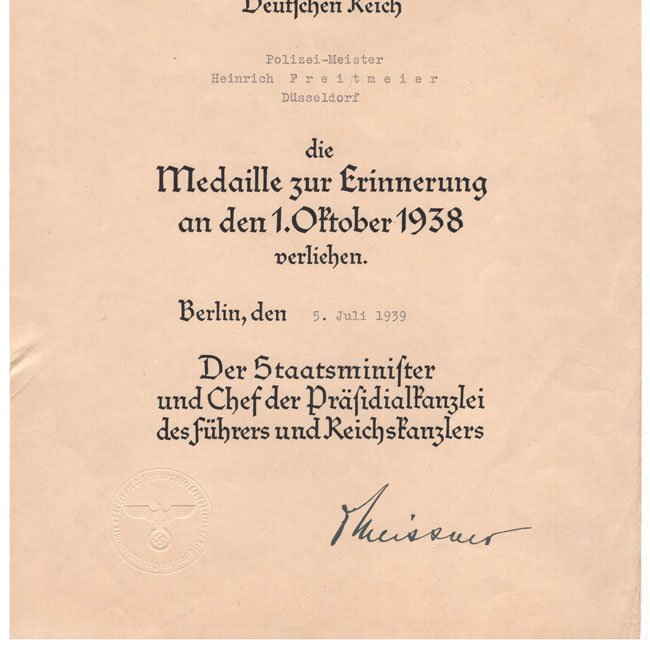 Deutschen Reich
Polizei-Meister
Heinrich F r e i t m e i e r
Düsseldorf
die
Medaille zur Erinnerung
an den 1. Oktober 1938
verliehen.
Berlin, den 5. Juli 1939
Der Staatsminister
und Chef der Präsidialkanzlei
des Führers und Reichskanzlers
Meissner